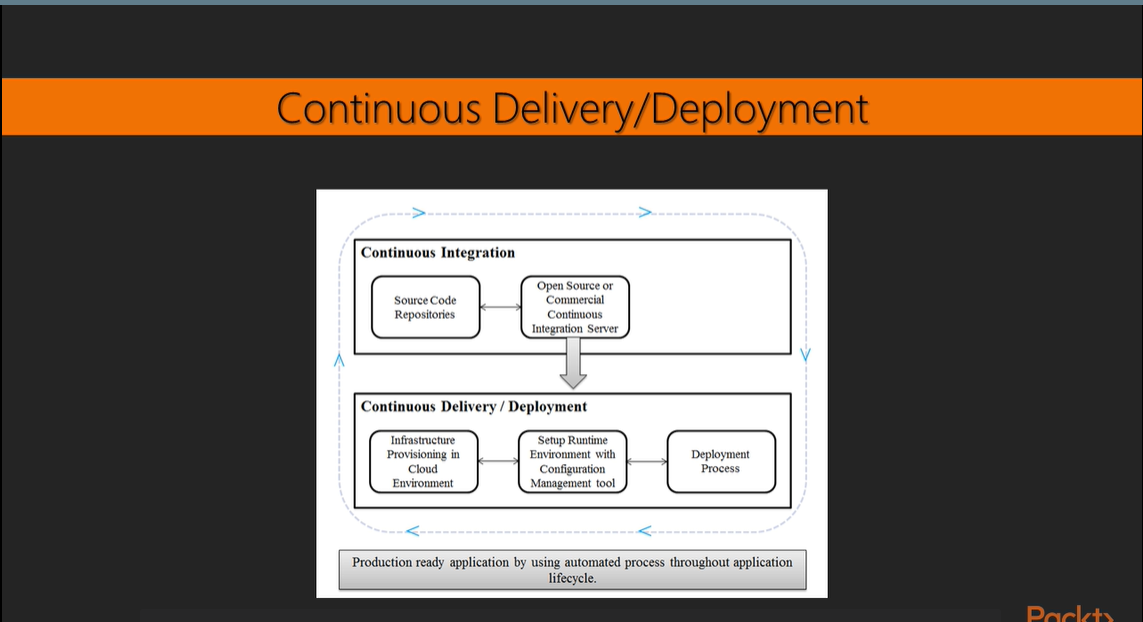 Continuous Delivery/Deployment
Continuous Integration
Source Code
Repositories
Open Source or
Commercial
Continuous
Integration Server
Continuous Delivery / Deployment
Infrastructure
Provisioning in
Cloud
Environment
Setup Runtime
Environment with
Configuration
Management tool
Deployment
Process
Production ready application by using automated process throughout application
lifecycle.
Packt>